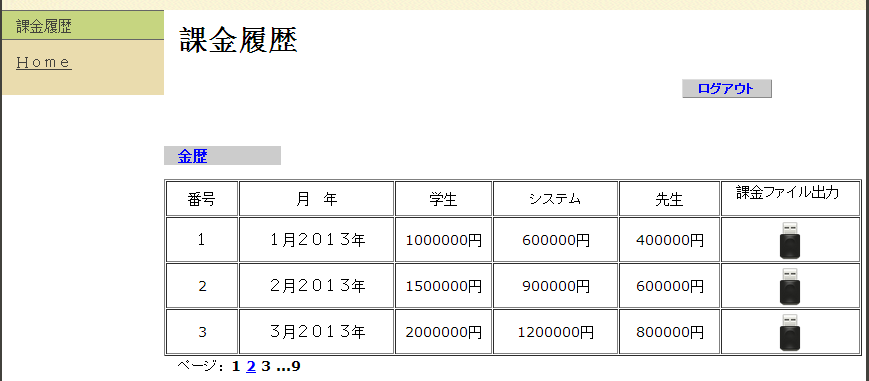 課金履歴
Ｈｏｍｅ
課金履歴
ログアウト
金歴
番号 月　年 学生 システム 先生 課金ファイル出力
1 １月２０１３年 1000000円 600000円 400000円
2 ２月２０１３年 1500000円 900000円 600000円
3 ３月２０１３年 2000000円 1200000円 800000円
ページ： 1 2 3 ...9